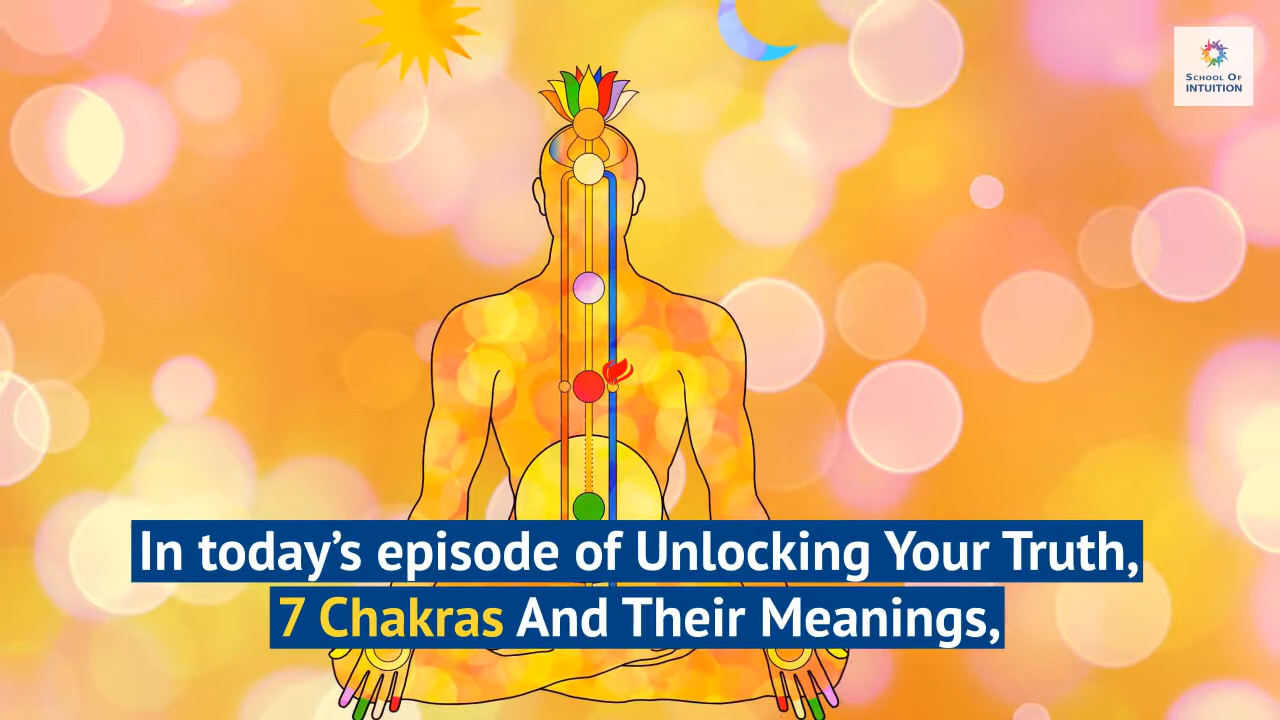 SCHOOL OF
INTUITION
In today’s episode of Unlocking Your Truth,
7 Chakras And Their Meanings,